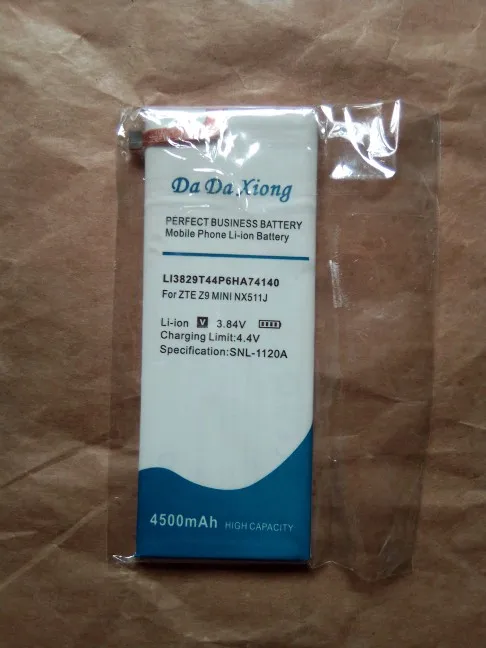 Da Da Xiong
PERFECT BUSINESS BATTERY
Mobile Phone Li-ion Battery
LI3829T44P6HA74140
For ZTE Z9 MINI NX511J
Li-ion V 3.84V
Charging Limit:4.4V
Specification:SNL-1120A
4500mAh HIGH CAPACITY